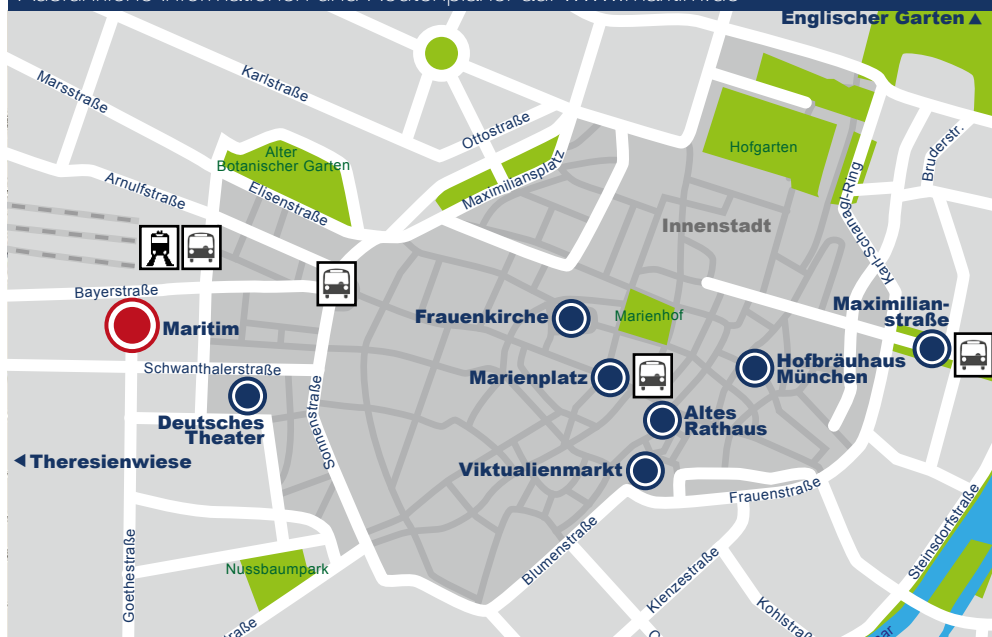 Englischer Garten
Karlstraße
Marsstraße
Ottostraße
Bruderstr.
Alter
Botanischer Garten
Hofgarten
Arnulfstraße
Elisenstraße
Maximiliansplatz
Karl-Schanagl-Ring
Innenstadt
Bayerstraße
Maritim
Frauenkirche
Marienhof
Maximilian-
straße
Schwanthalerstraße
Marienplatz
Hofbräuhaus
München
Deutsches
Theater
Sonnenstraße
Altes
Rathaus
Theresienwiese
Viktualienmarkt
Frauenstraße
Steinsdorfstraße
Blumenstraße
Goethestraße
Nussbaumpark
Klenzestraße